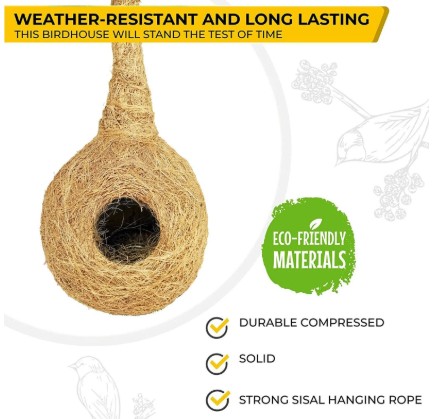 WEATHER-RESISTANT AND LONG LASTING
THIS BIRDHOUSE WILL STAND THE TEST OF TIME
ECO-FRIENDLY
MATERIALS
DURABLE COMPRESSED
SOLID
STRONG SISAL HANGING ROPE